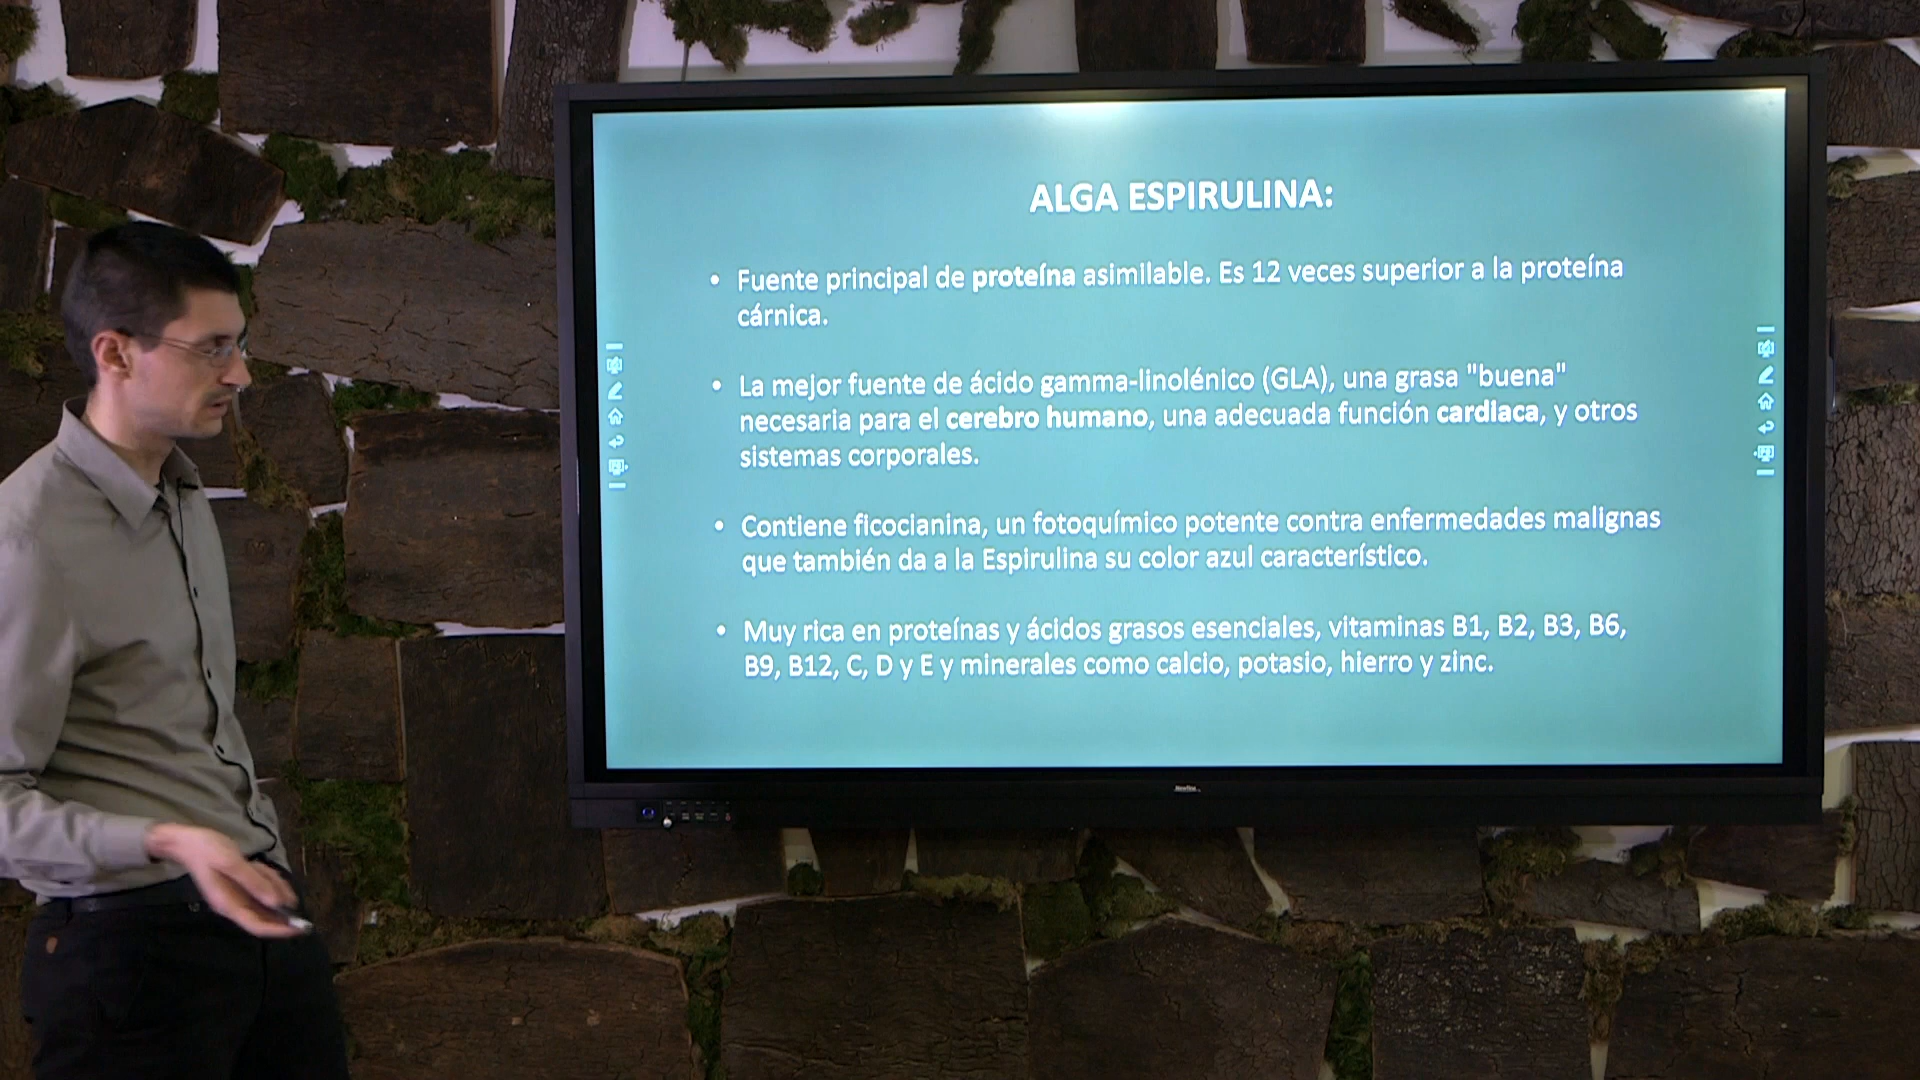 ALGA ESPIRULINA:
• Fuente principal de proteína asimilable. Es 12 veces superior a la proteína
cárnica.
• La mejor fuente de ácido gamma-linolénico (GLA), una grasa "buena"
necesaria para el cerebro humano, una adecuada función cardiaca, y otros
sistemas corporales.
• Contiene ficocianina, un fotoquímico potente contra enfermedades malignas
que también da a la Espirulina su color azul característico.
• Muy rica en proteínas y ácidos grasos esenciales, vitaminas B1, B2, B3, B6,
B9, B12, C, D y E y minerales como calcio, potasio, hierro y zinc.